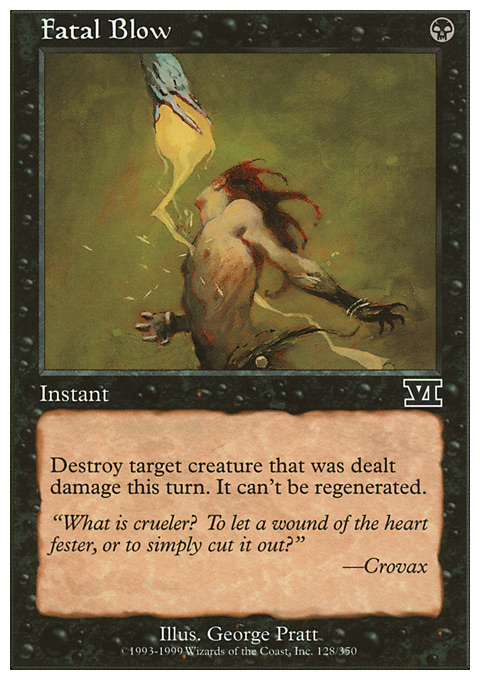 Fatal Blow
Instant
VI
Destroy target creature that was dealt
damage this turn. It can't be regenerated.
"What is crueler? To let a wound of the heart
fester, or to simply cut it out?"
—Crovax
Illus. George Pratt
©1993-1999 Wizards of the Coast, Inc. 128/350